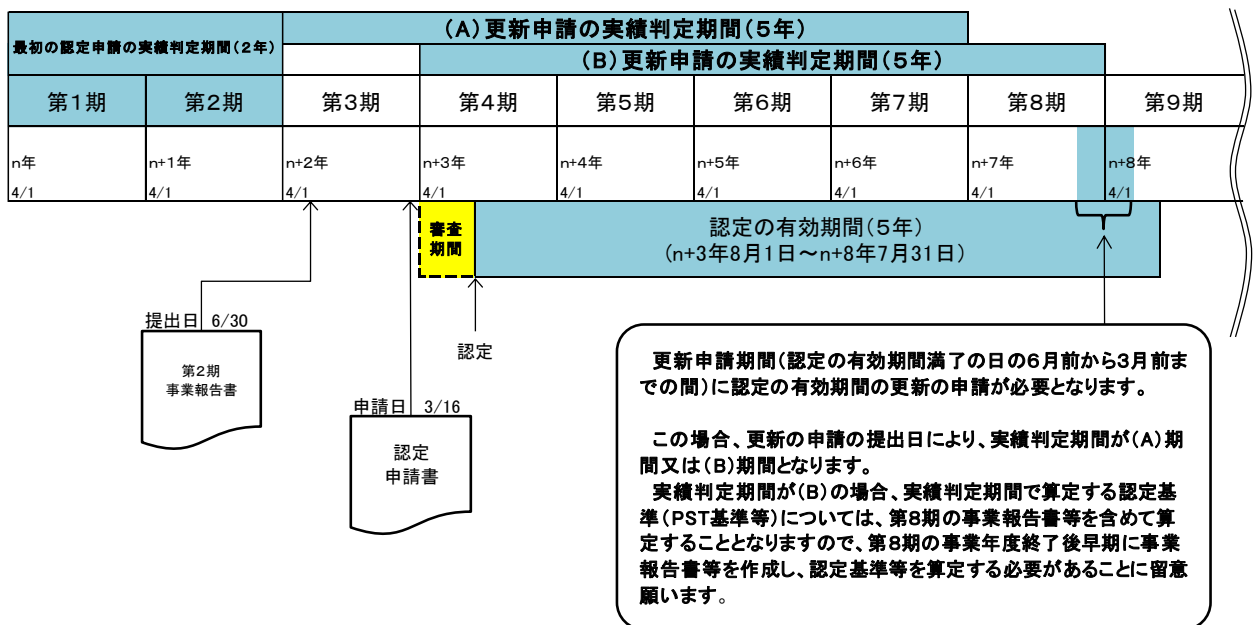 最初の認定申請の実績判定期間(2年)
(A)更新申請の実績判定期間(5年)
(B)更新申請の実績判定期間(5年)
第1期 第2期 第3期 第4期 第5期 第6期 第7期 第8期 第9期
n年 n+1年 n+2年 n+3年 n+4年 n+5年 n+6年 n+7年 n+8年
4/1 4/1 4/1 4/1 4/1 4/1 4/1 4/1 4/1
審査
期間
認定の有効期間(5年)
(n+3年8月1日～n+8年7月31日)
提出日 6/30
第2期
事業報告書
認定
申請日 3/16
認定
申請書
更新申請期間(認定の有効期間満了の日の6月前から3月前ま
での間)に認定の有効期間の更新の申請が必要となります。
この場合、更新の申請の提出日により、実績判定期間が(A)期
間又は(B)期間となります。
実績判定期間が(B)の場合、実績判定期間で算定する認定基
準(PST基準等)については、第8期の事業報告書等を含めて算
定することとなりますので、第8期の事業年度終了後早期に事業
報告書等を作成し、認定基準等を算定する必要があることに留意
願います。